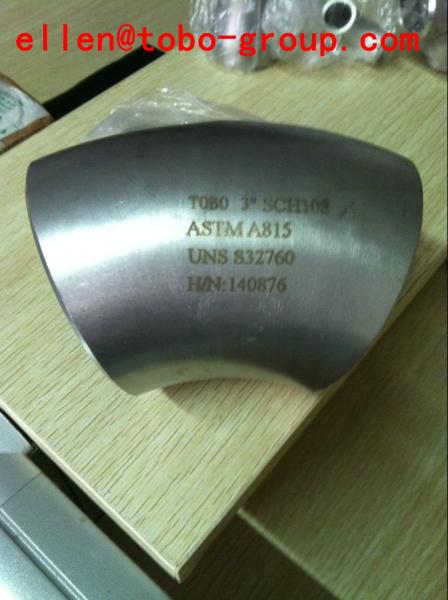 ellen@tobo-group.com
TOBO 3" SCH10S
ASTM A815
UNS S32760
H/N:140876